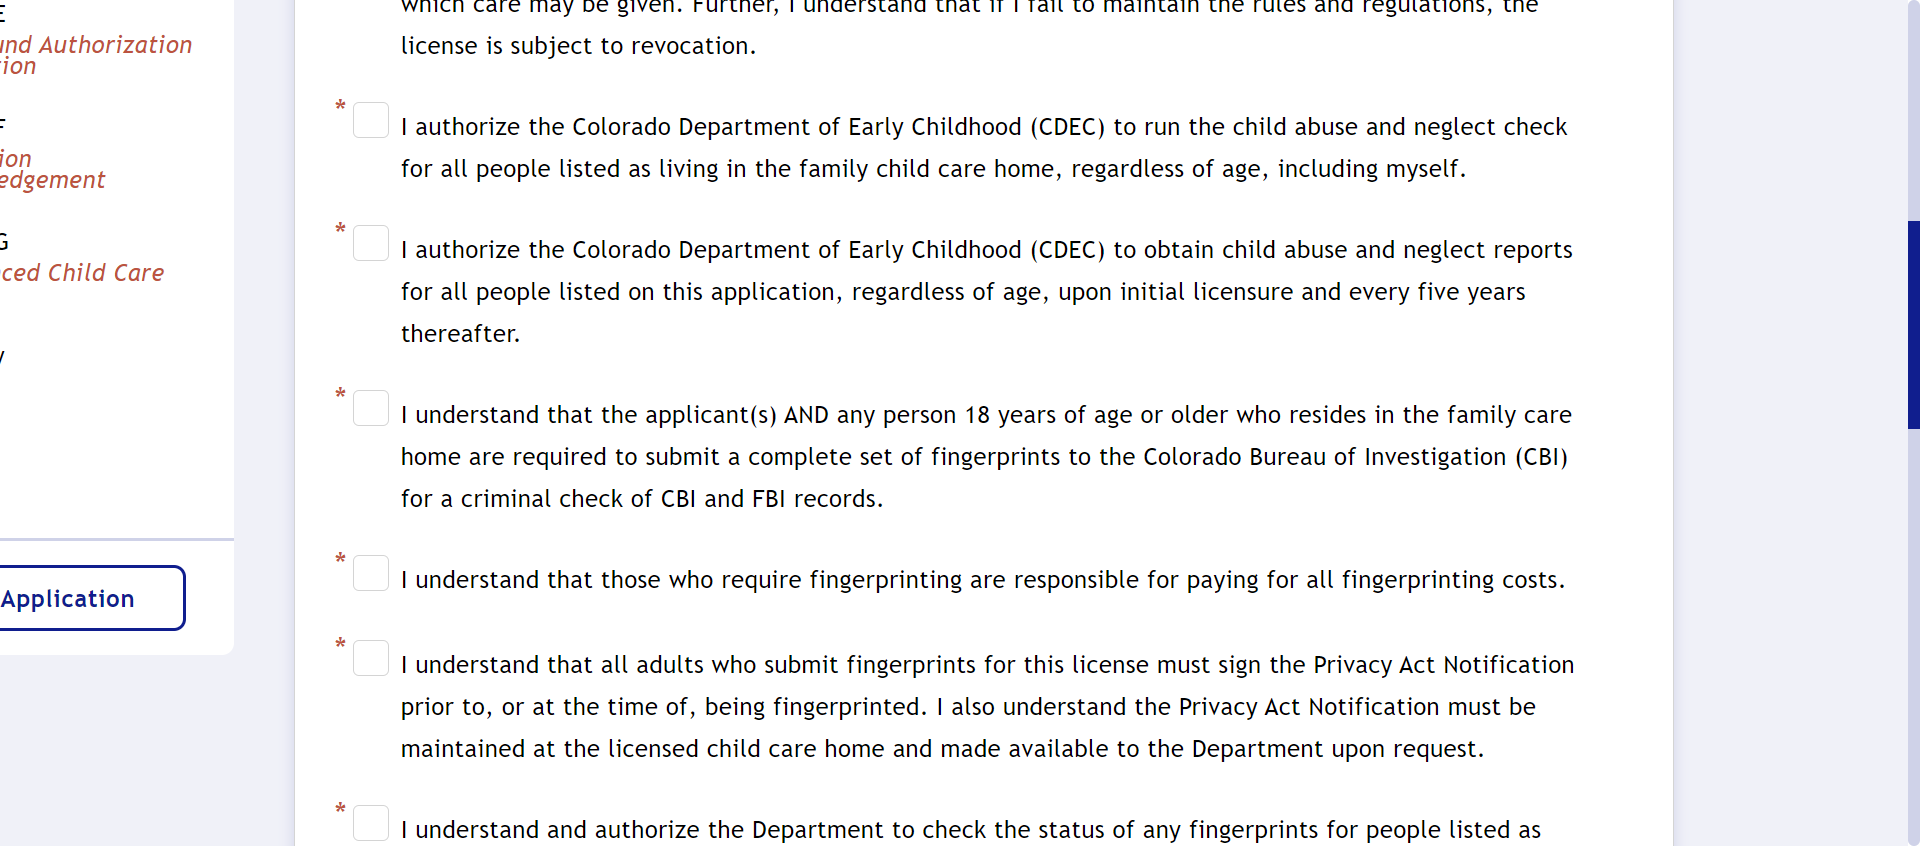 E
und Authorization
tion
F
ion
edgement
G
ced Child Care
y
Application
which care may be given. Further, I understand that if I fail to maintain the rules and regulations, the
license is subject to revocation.
* I authorize the Colorado Department of Early Childhood (CDEC) to run the child abuse and neglect check
for all people listed as living in the family child care home, regardless of age, including myself.
* I authorize the Colorado Department of Early Childhood (CDEC) to obtain child abuse and neglect reports
for all people listed on this application, regardless of age, upon initial licensure and every five years
thereafter.
* I understand that the applicant(s) AND any person 18 years of age or older who resides in the family care
home are required to submit a complete set of fingerprints to the Colorado Bureau of Investigation (CBI)
for a criminal check of CBI and FBI records.
* I understand that those who require fingerprinting are responsible for paying for all fingerprinting costs.
* I understand that all adults who submit fingerprints for this license must sign the Privacy Act Notification
prior to, or at the time of, being fingerprinted. I also understand the Privacy Act Notification must be
maintained at the licensed child care home and made available to the Department upon request.
* I understand and authorize the Department to check the status of any fingerprints for people listed as